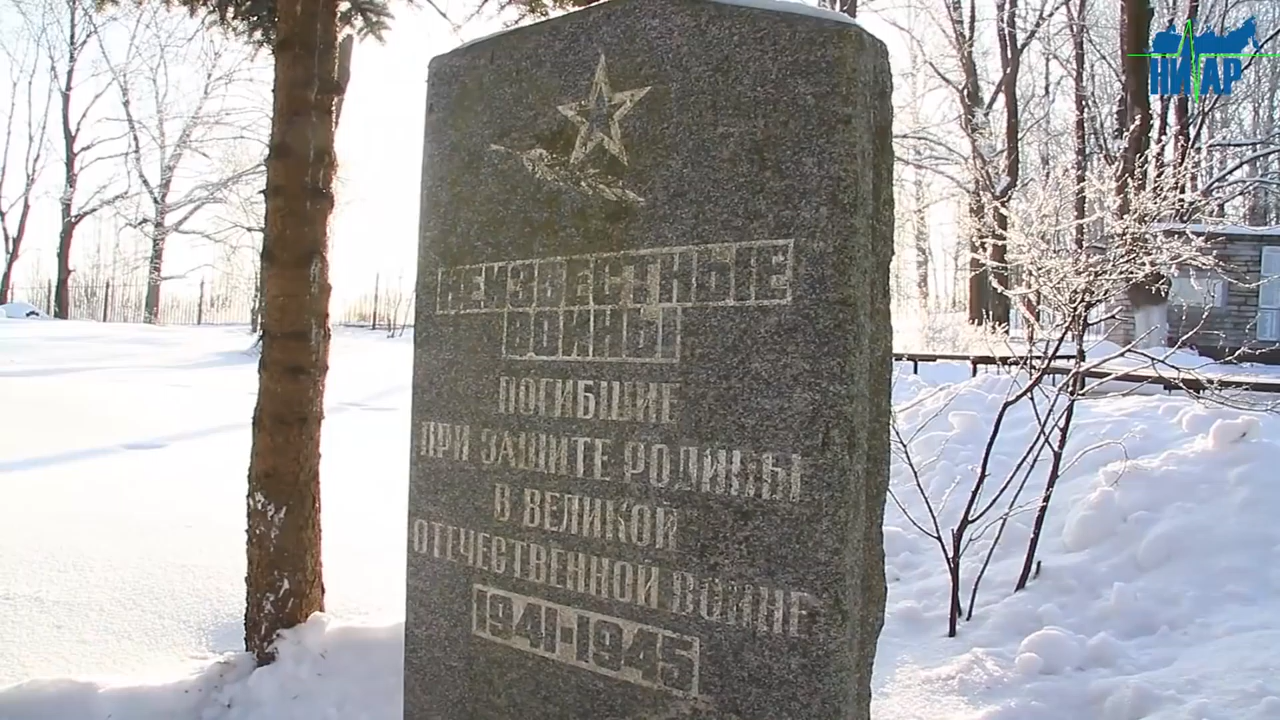 НИАР
НЕИЗВЕСТНЫЕ
ВОИНЫ
ПОГИБШИЕ
ПРИ ЗАЩИТЕ РОДИНЫ
В ВЕЛИКОЙ
ОТЕЧЕСТВЕННОЙ ВОЙНЕ
1941-1945